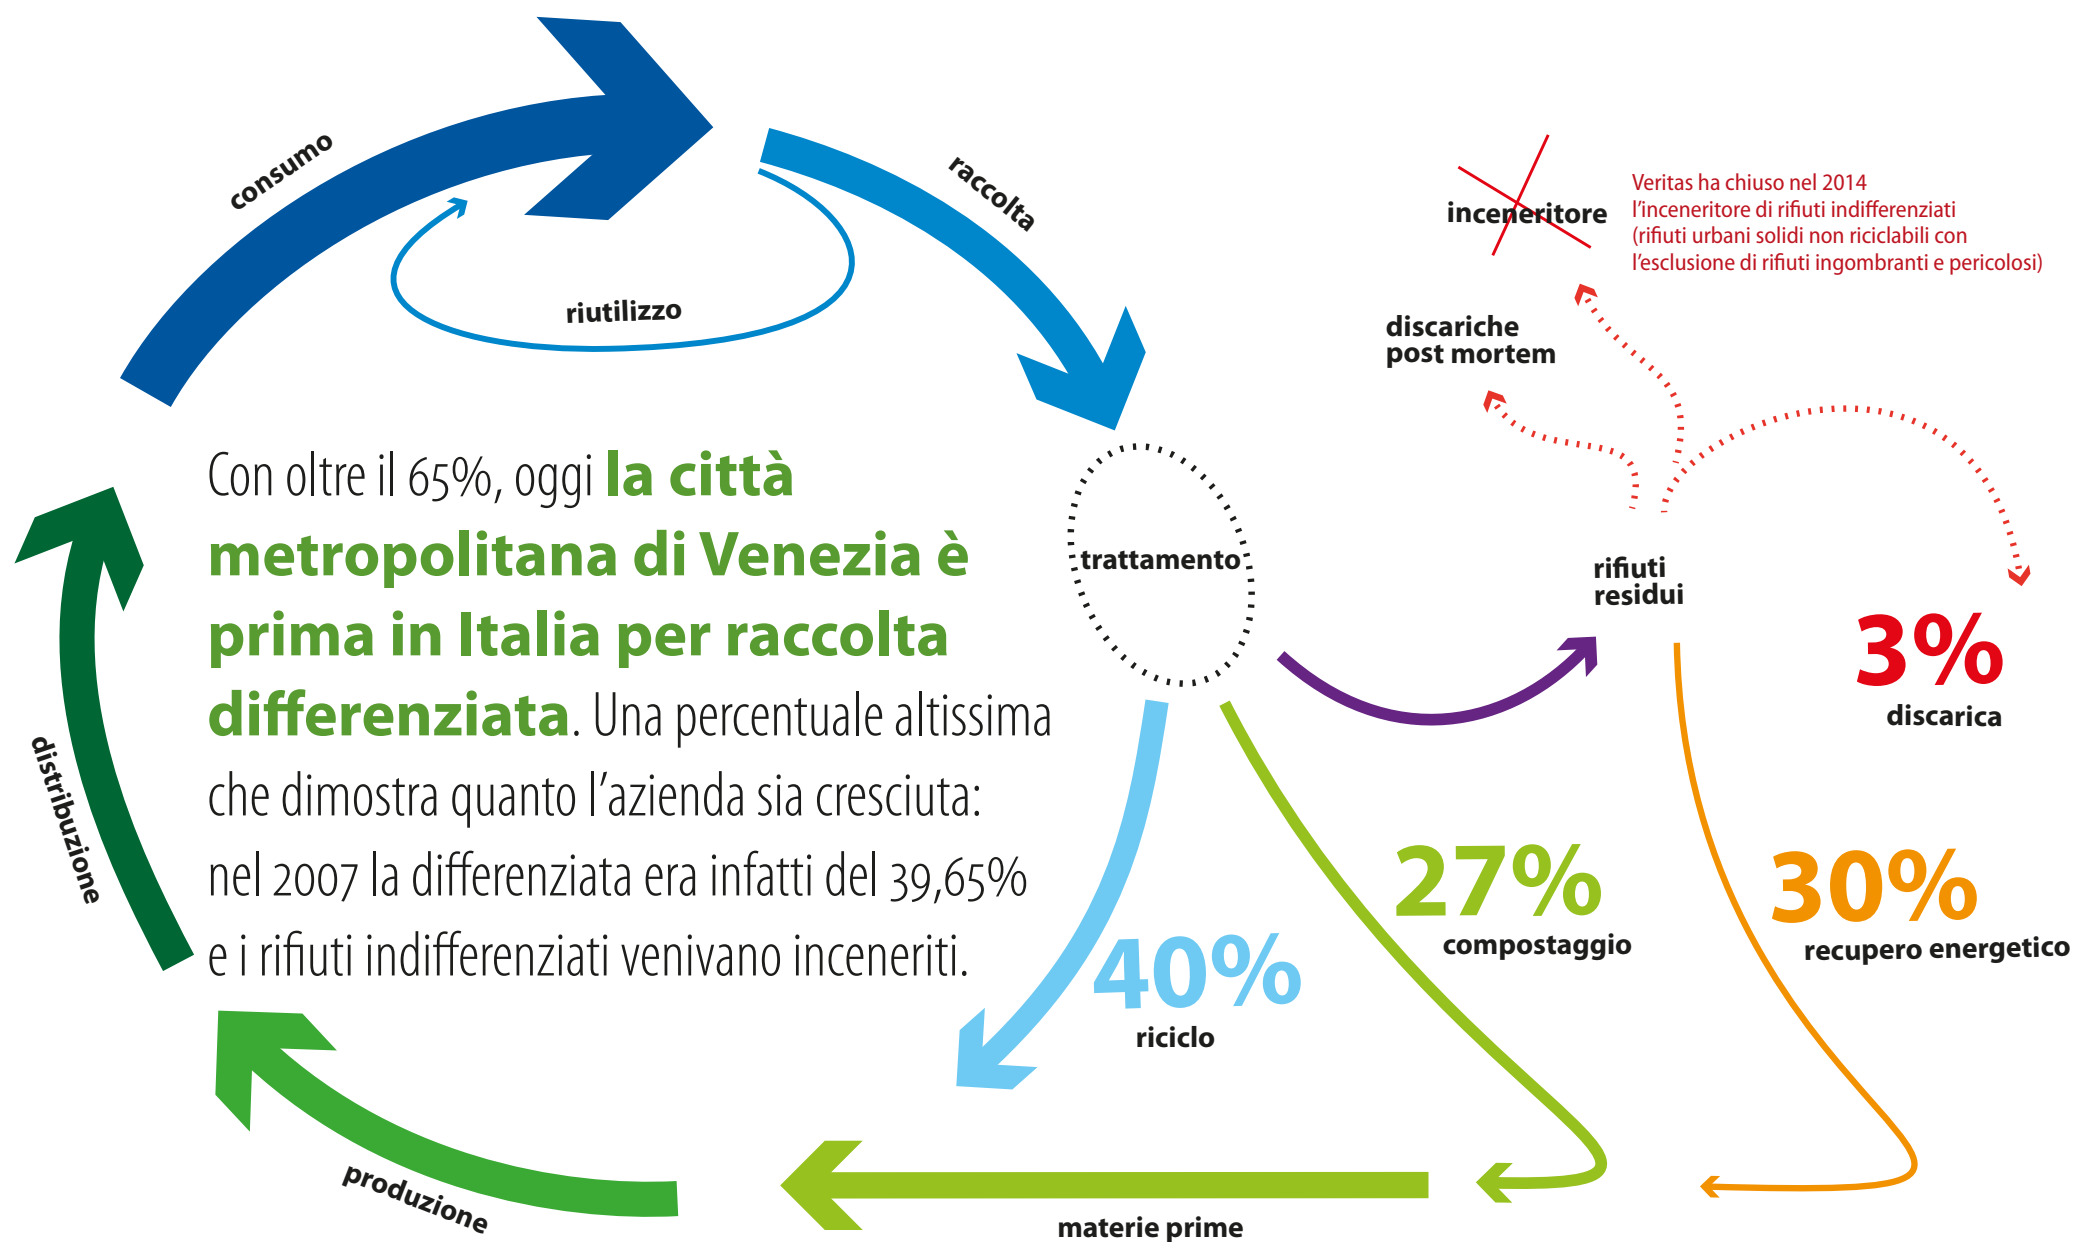 consumo
raccolta
riutilizzo
inceneritore
Veritas ha chiuso nel 2014
l'inceneritore di rifiuti indifferenziati
(rifiuti urbani solidi non riciclabili con
l'esclusione di rifiuti ingombranti e pericolosi)
discariche
post mortem
Con oltre il 65%, oggi la città
metropolitana di Venezia è
prima in Italia per raccolta
differenziata. Una percentuale altissima
che dimostra quanto l'azienda sia cresciuta:
nel 2007 la differenziata era infatti del 39,65%
e i rifiuti indifferenziati venivano inceneriti.
trattamento
rifiuti
residui
3%
discarica
distribuzione
27%
compostaggio
30%
recupero energetico
40%
riciclo
produzione
materie prime